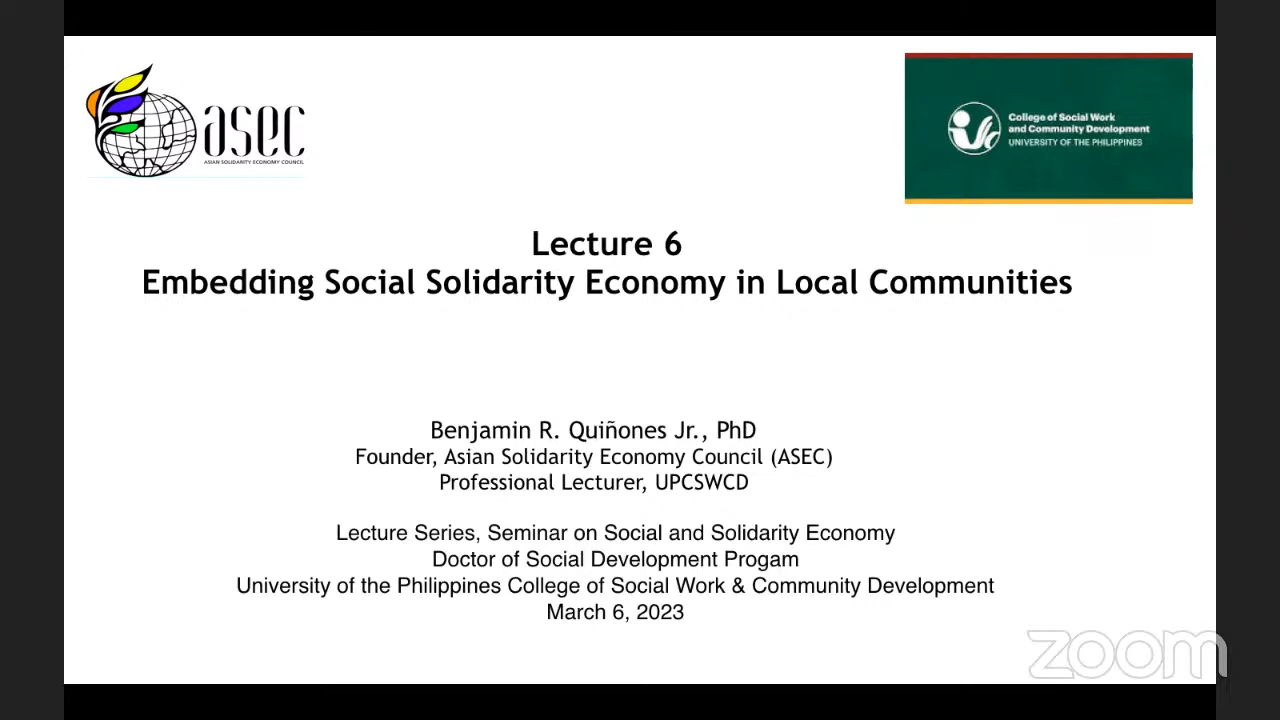 asec
ASIAN SOLIDARITY ECONOMY COUNCIL
College of Social Work
and Community Development
UNIVERSITY OF THE PHILIPPINES
Lecture 6
Embedding Social Solidarity Economy in Local Communities
Benjamin R. Quiñones Jr., PhD
Founder, Asian Solidarity Economy Council (ASEC)
Professional Lecturer, UPCSWCD
Lecture Series, Seminar on Social and Solidarity Economy
Doctor of Social Development Progam
University of the Philippines College of Social Work & Community Development
March 6, 2023
zoom